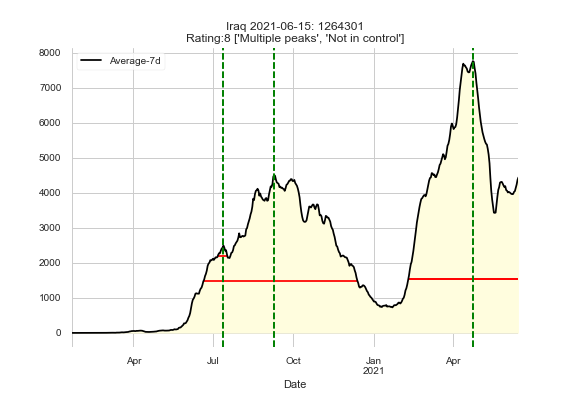 Iraq 2021-06-15: 1264301
Rating:8 ['Multiple peaks', 'Not in control']
Average-7d
8000
7000
6000
5000
4000
3000
2000
1000
0
Apr
Jul
Oct
Jan
2021
Apr
Date